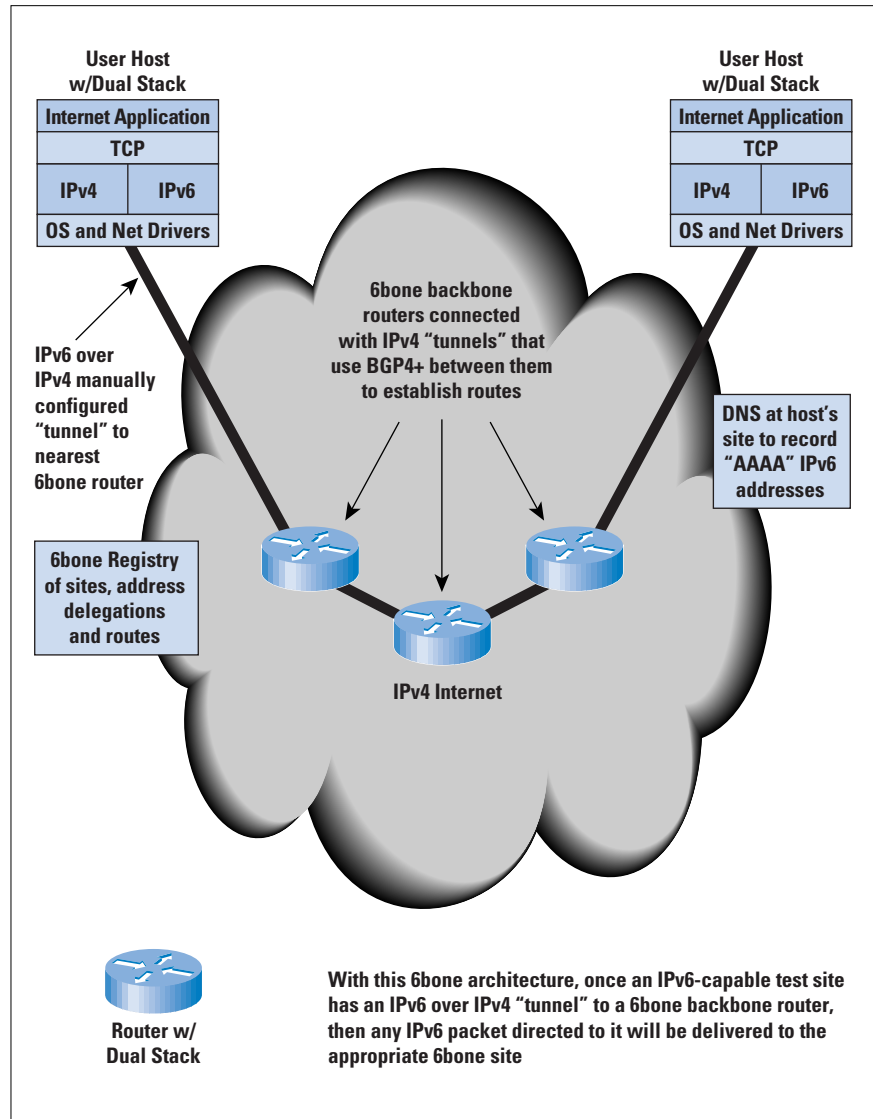 User Host
w/Dual Stack
Internet Application
TCP
IPv4 IPv6
OS and Net Drivers
User Host
w/Dual Stack
Internet Application
TCP
IPv4 IPv6
OS and Net Drivers
6bone backbone
routers connected
with IPv4 “tunnels” that
use BGP4+ between them
to establish routes
IPv6 over
IPv4 manually
configured
“tunnel” to
nearest
6bone router
DNS at host’s
site to record
“AAAA” IPv6
addresses
6bone Registry
of sites, address
delegations
and routes
IPv4 Internet
Router w/
Dual Stack
With this 6bone architecture, once an IPv6-capable test site
has an IPv6 over IPv4 “tunnel” to a 6bone backbone router,
then any IPv6 packet directed to it will be delivered to the
appropriate 6bone site